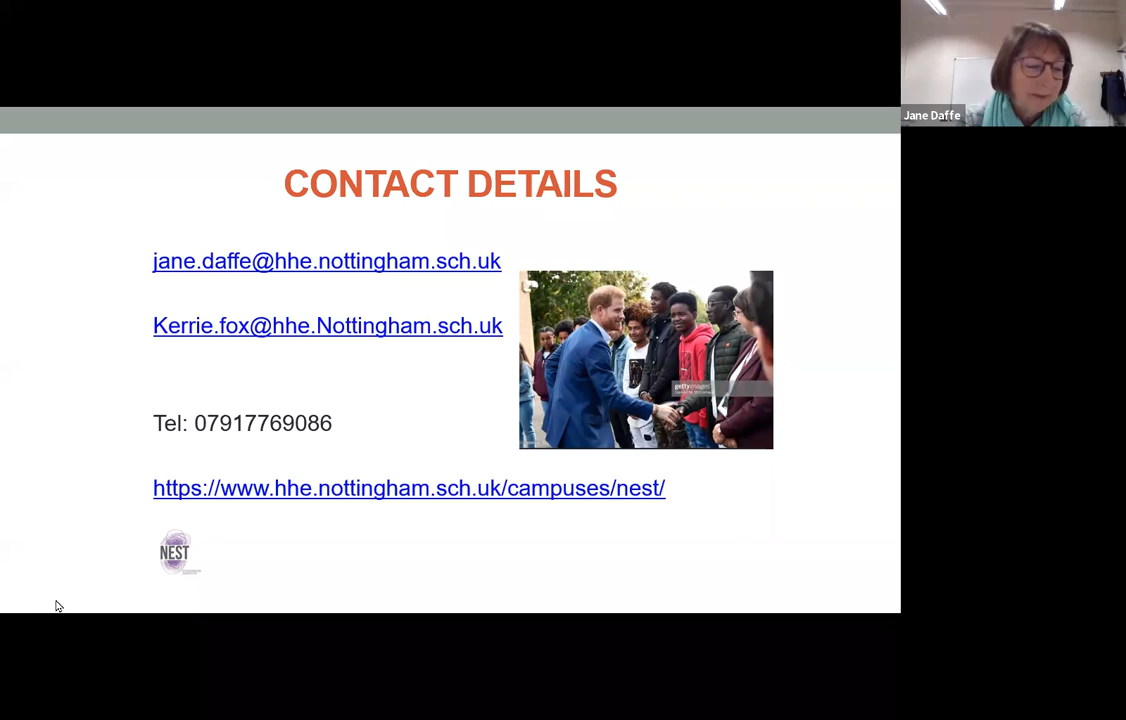 Jane Daffe
CONTACT DETAILS
jane.daffe@hhe.nottingham.sch.uk
Kerrie.fox@hhe.Nottingham.sch.uk
gettyimages
Tel: 07917769086
https://www.hhe.nottingham.sch.uk/campuses/nest/
NEST